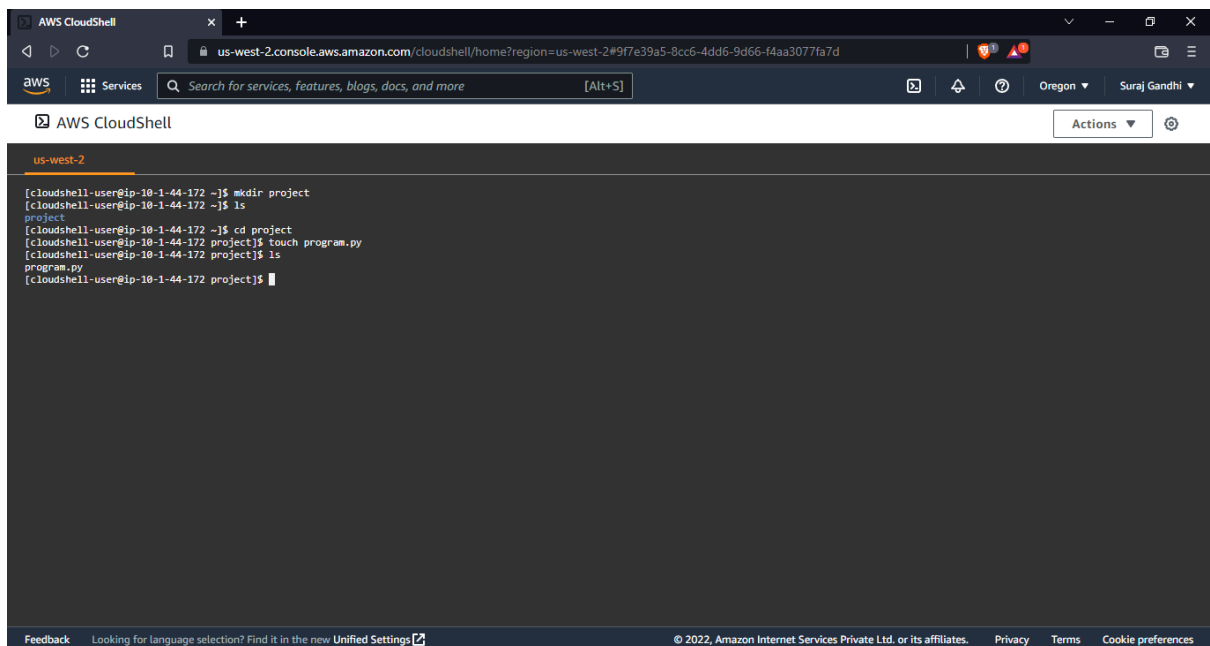 AWS CloudShell
us-west-2.console.aws.amazon.com/cloudshell/home?region=us-west-2#9f7e39a5-8cc6-4dd6-9d66-f4aa3077fa7d
aws Services Search for services, features, blogs, docs, and more [Alt+S] Oregon Suraj Gandhi
AWS CloudShell Actions
us-west-2
[cloudshell-user@ip-10-1-44-172 ~]$ mkdir project
[cloudshell-user@ip-10-1-44-172 ~]$ ls
project
[cloudshell-user@ip-10-1-44-172 ~]$ cd project
[cloudshell-user@ip-10-1-44-172 project]$ touch program.py
[cloudshell-user@ip-10-1-44-172 project]$ ls
program.py
[cloudshell-user@ip-10-1-44-172 project]$
Feedback Looking for language selection? Find it in the new Unified Settings © 2022, Amazon Internet Services Private Ltd. or its affiliates. Privacy Terms Cookie preferences